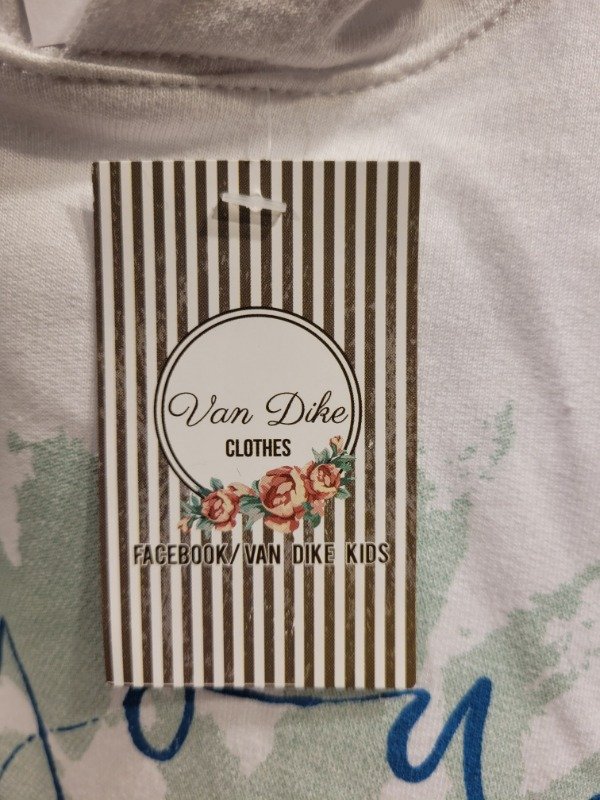 Van Dike
CLOTHES
FACEBOOK/VAN DIKE KIDS